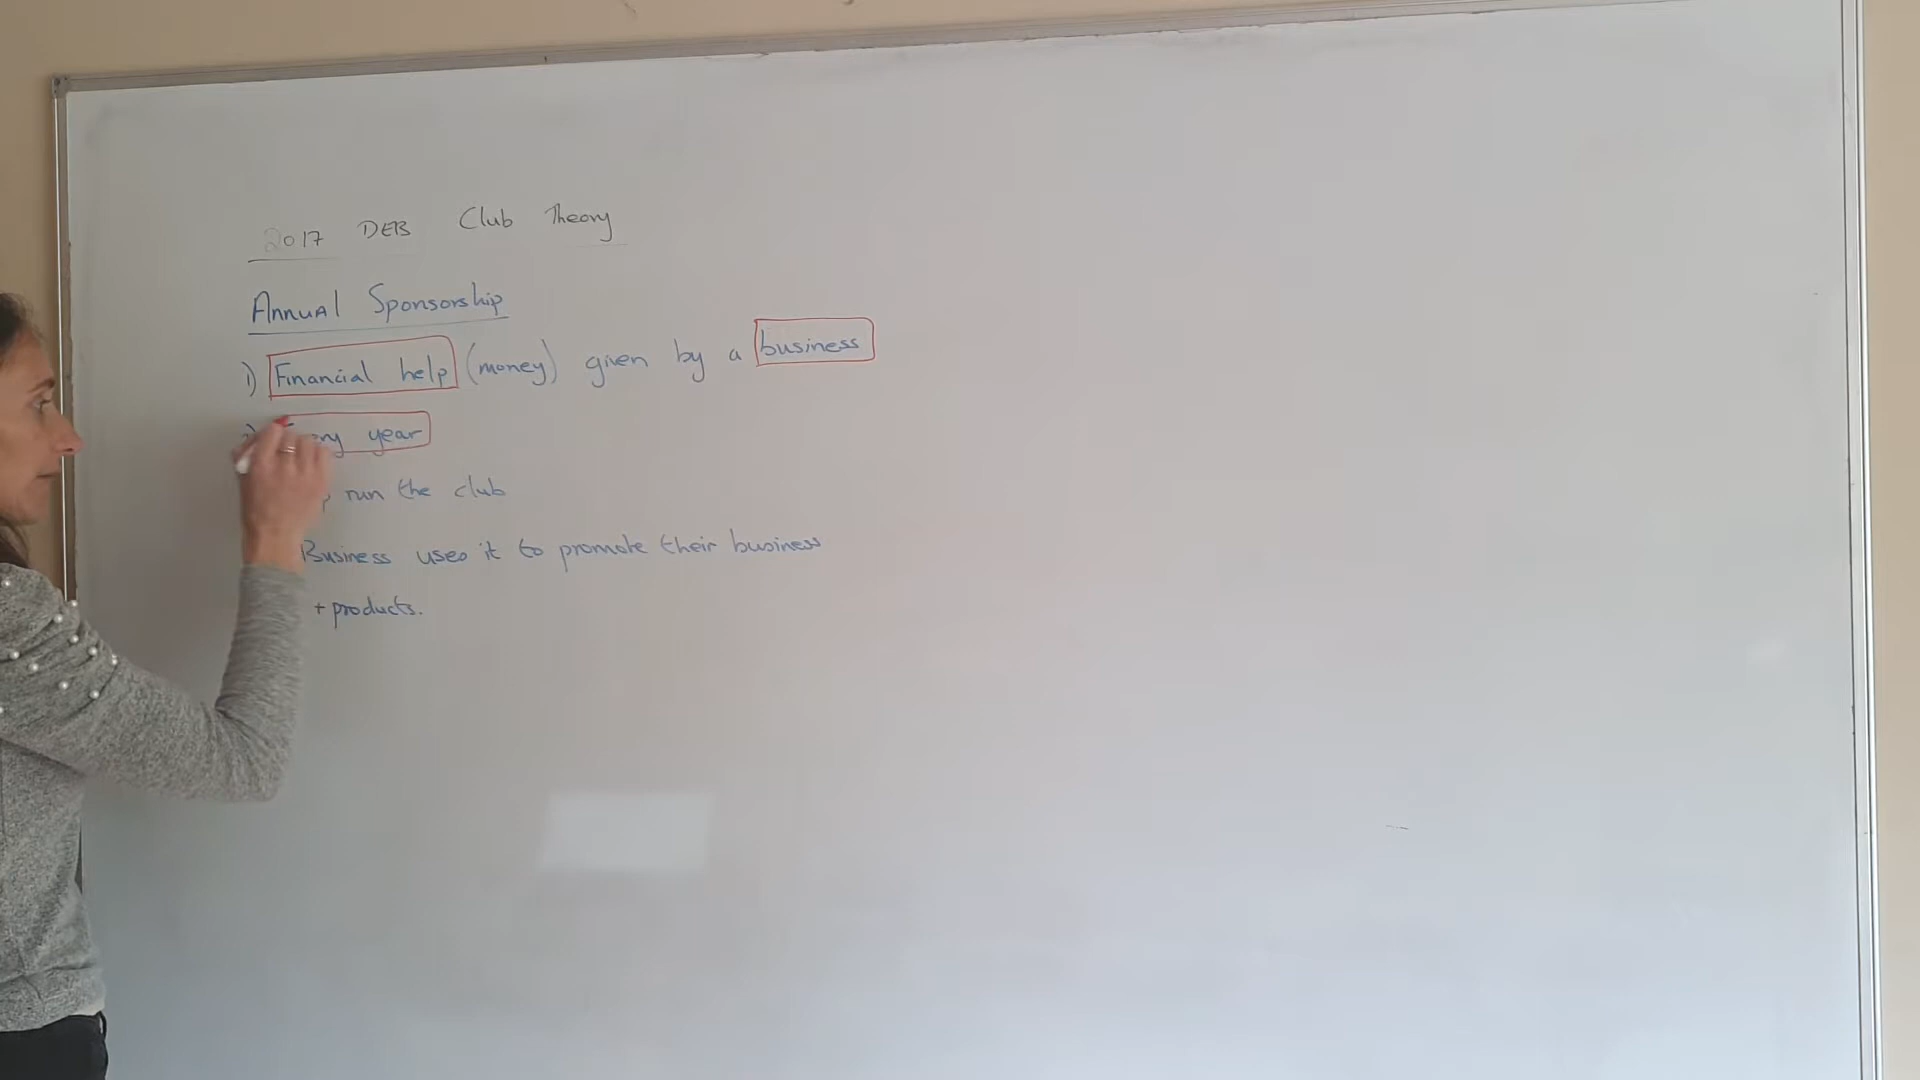 2017 DEB Club Theory
Annual Sponsorship
1) Financial help (money) given by a business
year
run the club
Business uses it to promote their business
+ products.